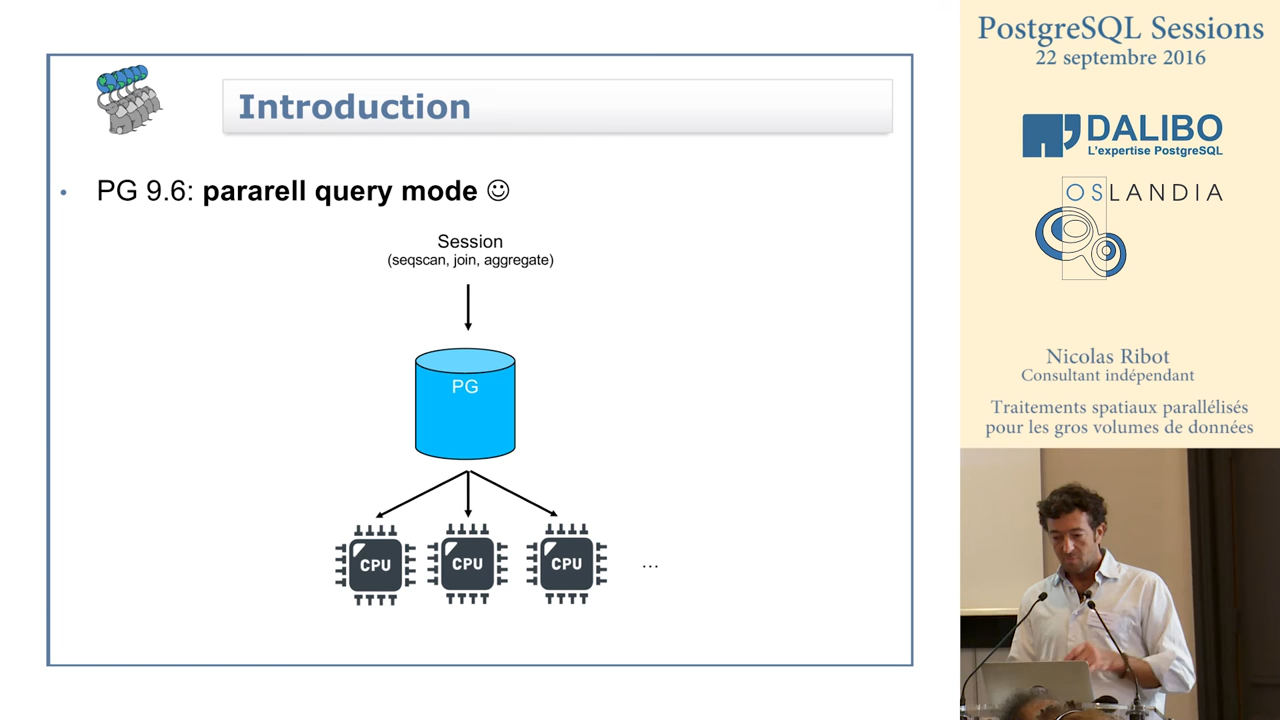 Introduction
• PG 9.6: pararell query mode ☺
Session
(seqscan, join, aggregate)
PG
CPU
CPU
CPU
...
PostgreSQL Sessions
22 septembre 2016
DALIBO
L'expertise PostgreSQL
OSLANDIA
Nicolas Ribot
Consultant indépendant
Traitements spatiaux parallélisés
pour les gros volumes de données